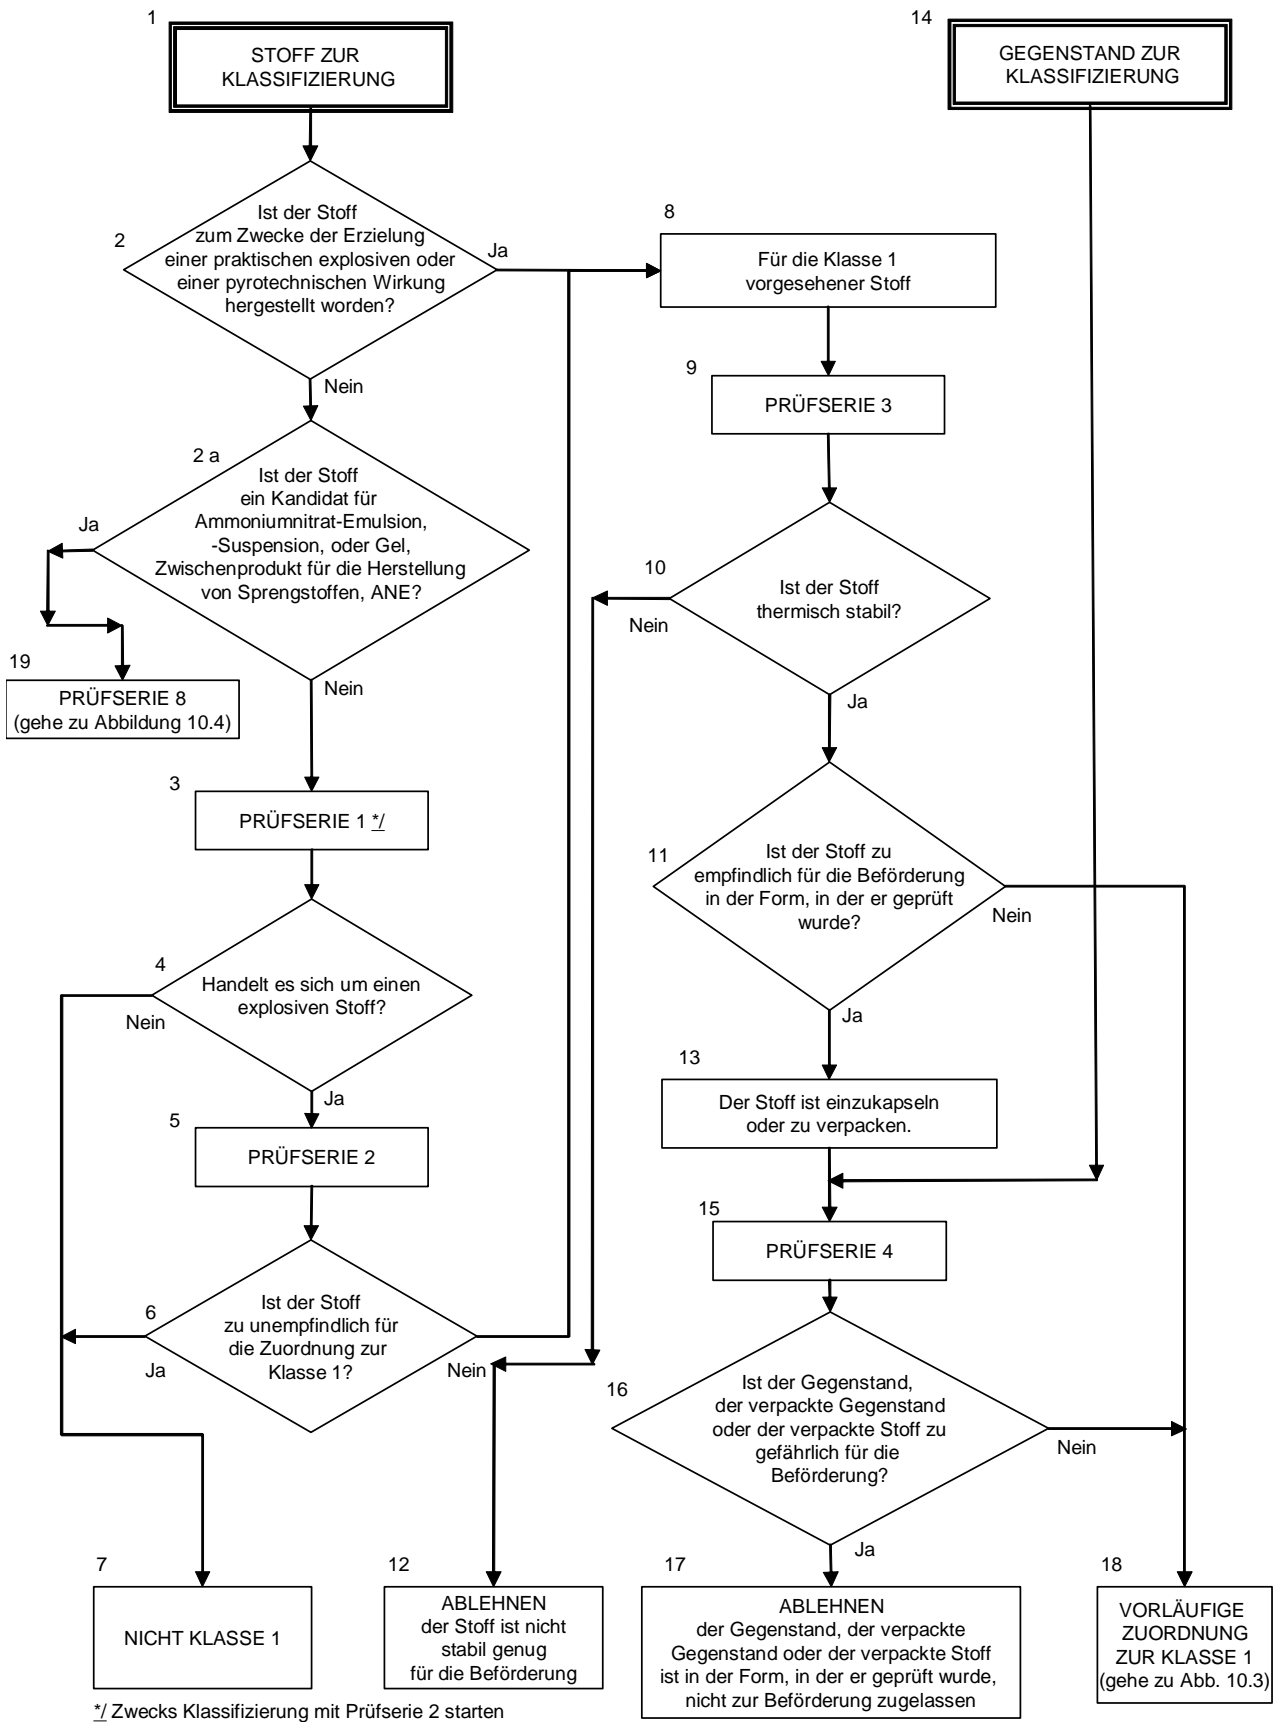 1
STOFF ZUR
KLASSIFIZIERUNG
14
GEGENSTAND ZUR
KLASSIFIZIERUNG
2
Ist der Stoff
zum Zwecke der Erzielung
einer praktischen explosiven oder
einer pyrotechnischen Wirkung
hergestellt worden?
Ja
Nein
8
Für die Klasse 1
vorgesehener Stoff
9
PRÜFSERIE 3
2 a
Ist der Stoff
ein Kandidat für
Ammoniumnitrat-Emulsion,
-Suspension, oder Gel,
Zwischenprodukt für die Herstellung
von Sprengstoffen, ANE?
Ja
Nein
10
Ist der Stoff
thermisch stabil?
Nein
Ja
19
PRÜFSERIE 8
(gehe zu Abbildung 10.4)
3
PRÜFSERIE 1 */
11
Ist der Stoff zu
empfindlich für die Beförderung
in der Form, in der er geprüft
wurde?
Nein
Ja
4
Handelt es sich um einen
explosiven Stoff?
Nein
Ja
13
Der Stoff ist einzukapseln
oder zu verpacken.
5
PRÜFSERIE 2
15
PRÜFSERIE 4
6
Ist der Stoff
zu unempfindlich für
die Zuordnung zur
Klasse 1?
Ja
Nein
16
Ist der Gegenstand,
der verpackte Gegenstand
oder der verpackte Stoff zu
gefährlich für die
Beförderung?
Nein
Ja
7
NICHT KLASSE 1
12
ABLEHNEN
der Stoff ist nicht
stabil genug
für die Beförderung
17
ABLEHNEN
der Gegenstand, der verpackte
Gegenstand oder der verpackte Stoff
ist in der Form, in der er geprüft wurde,
nicht zur Beförderung zugelassen
18
VORLÄUFIGE
ZUORDNUNG
ZUR KLASSE 1
(gehe zu Abb. 10.3)
*/ Zwecks Klassifizierung mit Prüfserie 2 starten